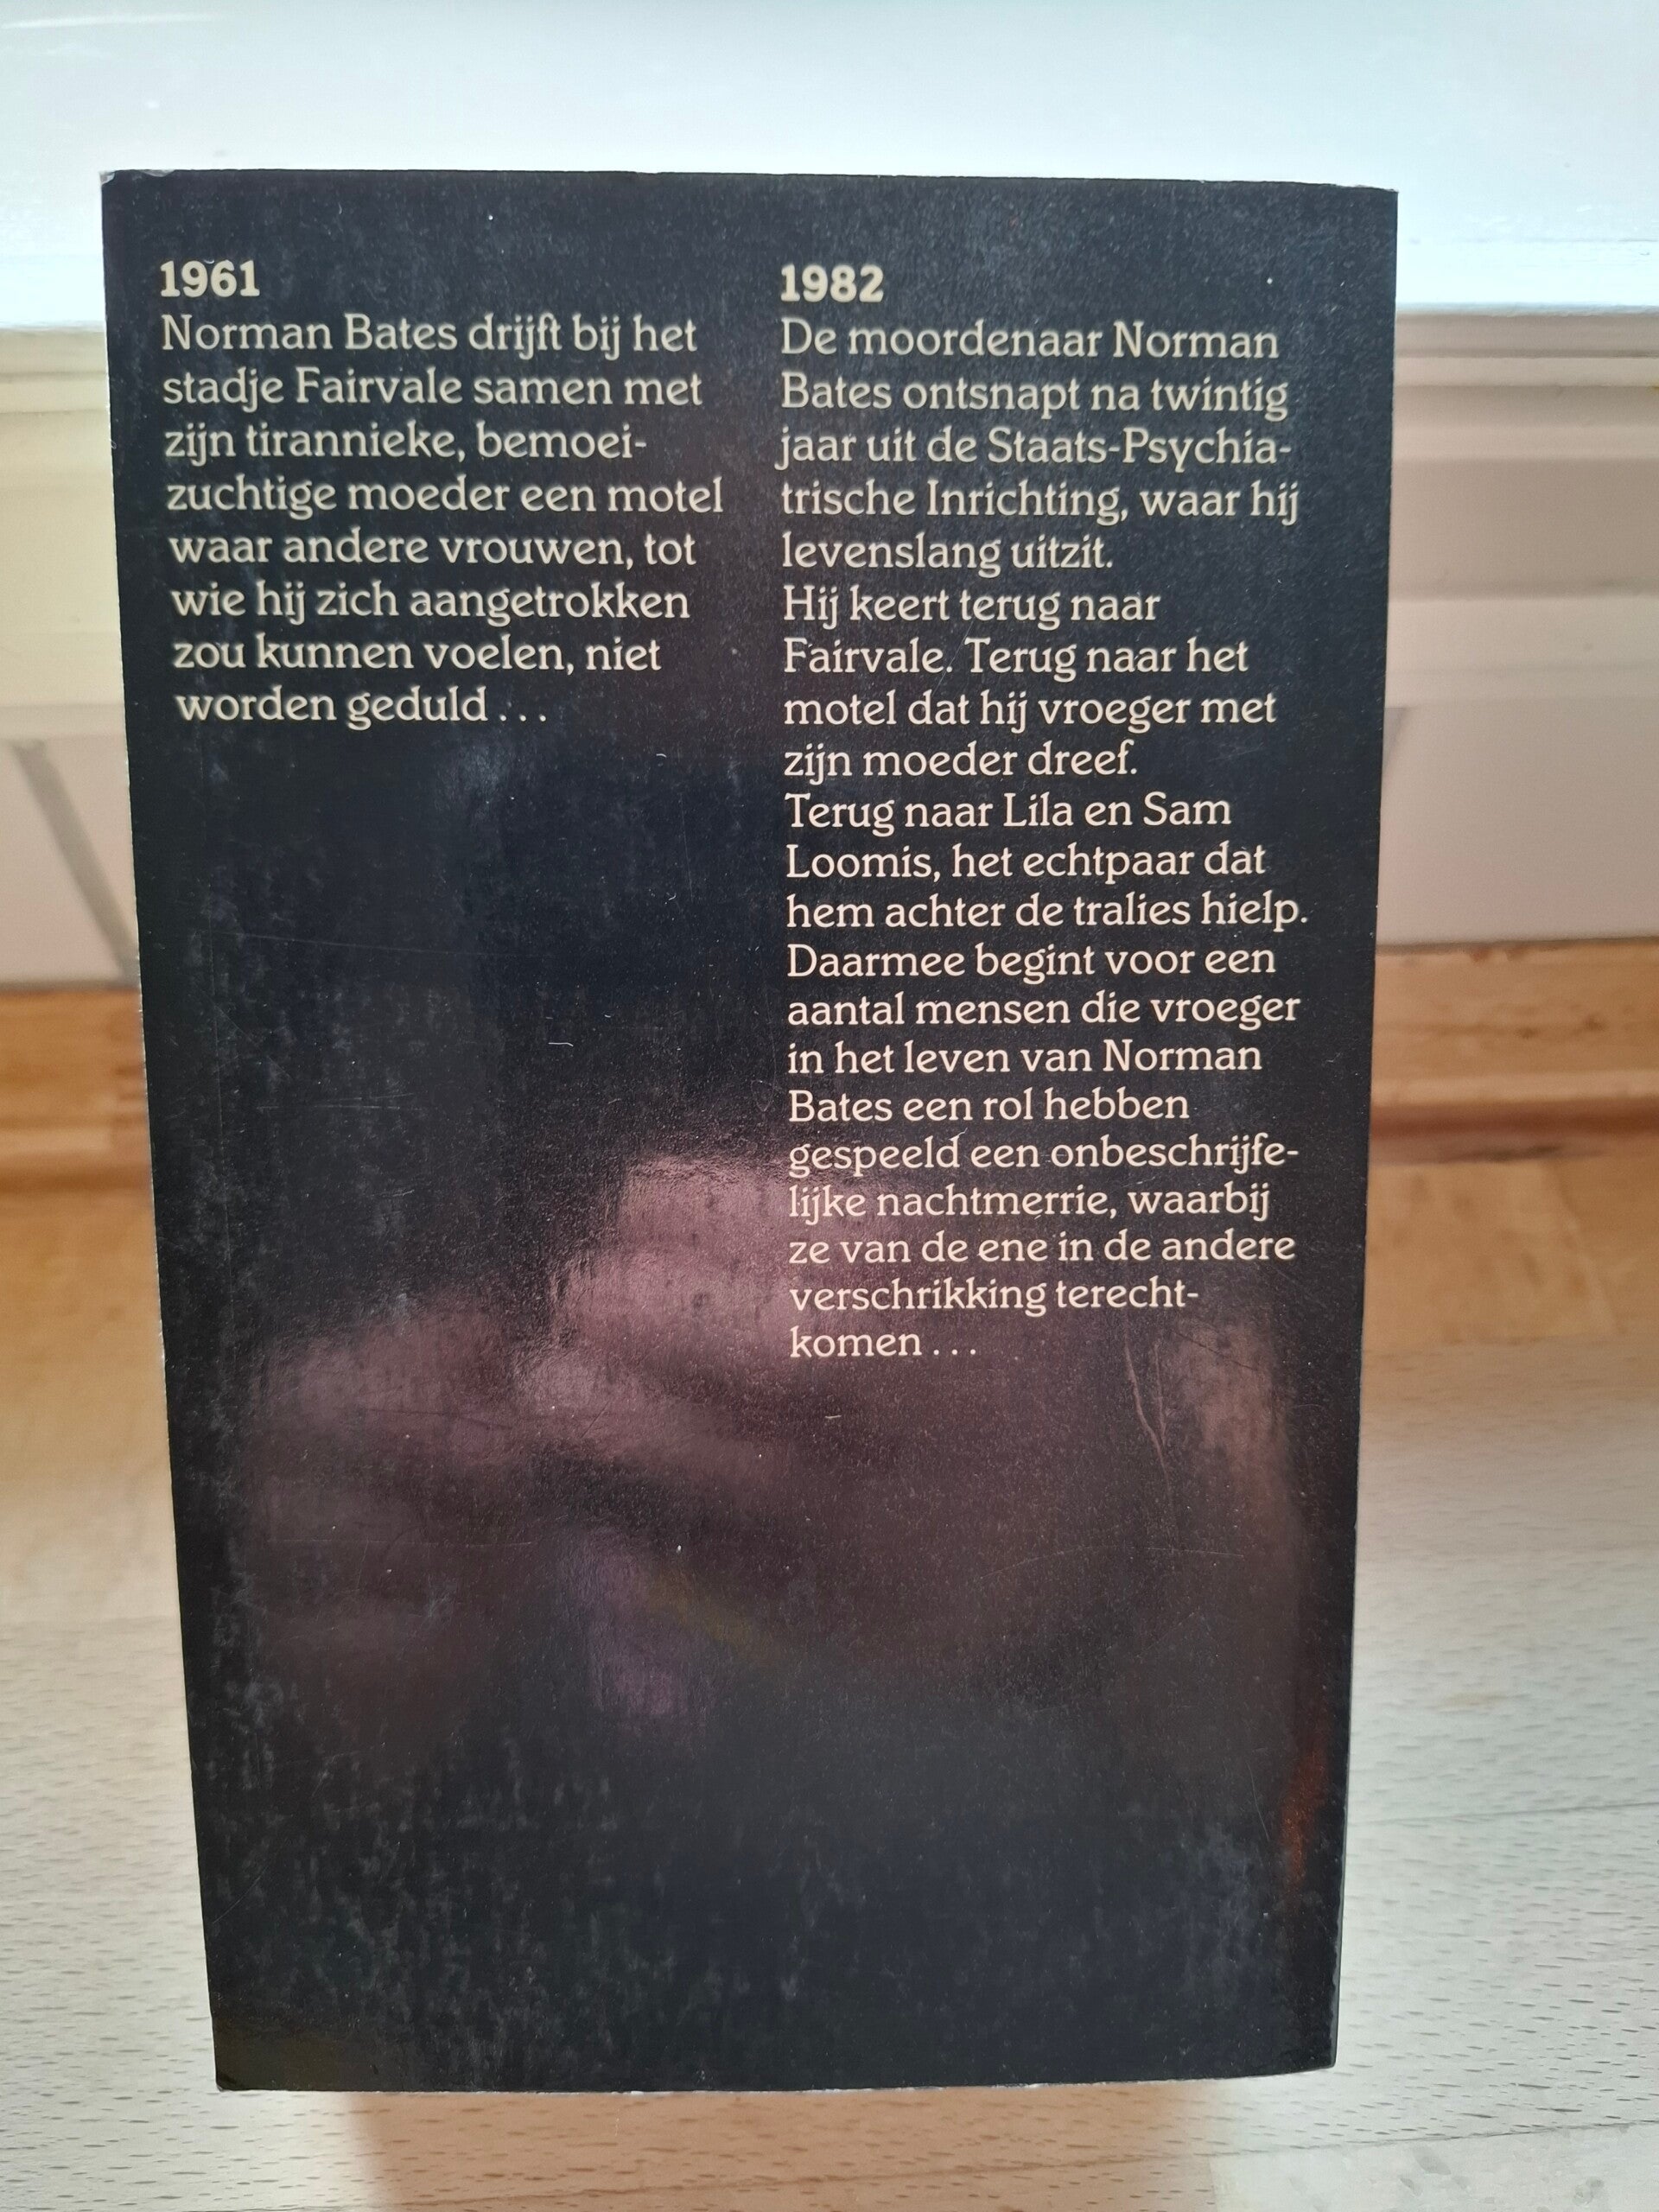 1961
Norman Bates drijft bij het
stadje Fairvale samen met
zijn tirannieke, bemoei-
zuchtige moeder een motel
waar andere vrouwen, tot
wie hij zich aangetrokken
zou kunnen voelen, niet
worden geduld . . .
1982
De moordenaar Norman
Bates ontsnapt na twintig
jaar uit de Staats-Psychia-
trische Inrichting, waar hij
levenslang uitzit.
Hij keert terug naar
Fairvale. Terug naar het
motel dat hij vroeger met
zijn moeder dreef.
Terug naar Lila en Sam
Loomis, het echtpaar dat
hem achter de tralies hielp.
Daarmee begint voor een
aantal mensen die vroeger
in het leven van Norman
Bates een rol hebben
gespeeld een onbeschrijfe-
lijke nachtmerrie, waarbij
ze van de ene in de andere
verschrikking terecht-
komen . . .